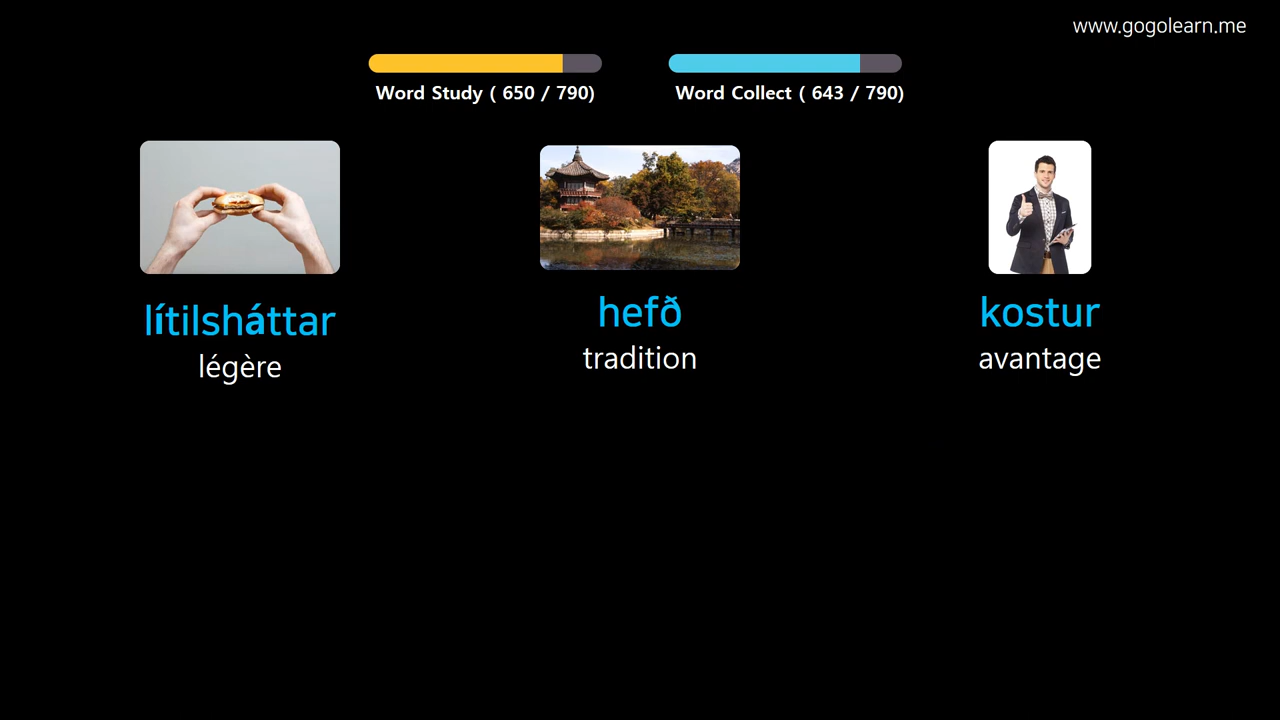 www.gogolearn.me
Word Study ( 650 / 790)
Word Collect ( 643 / 790)
lítilsháttar
hefð
kostur
légère
tradition
avantage